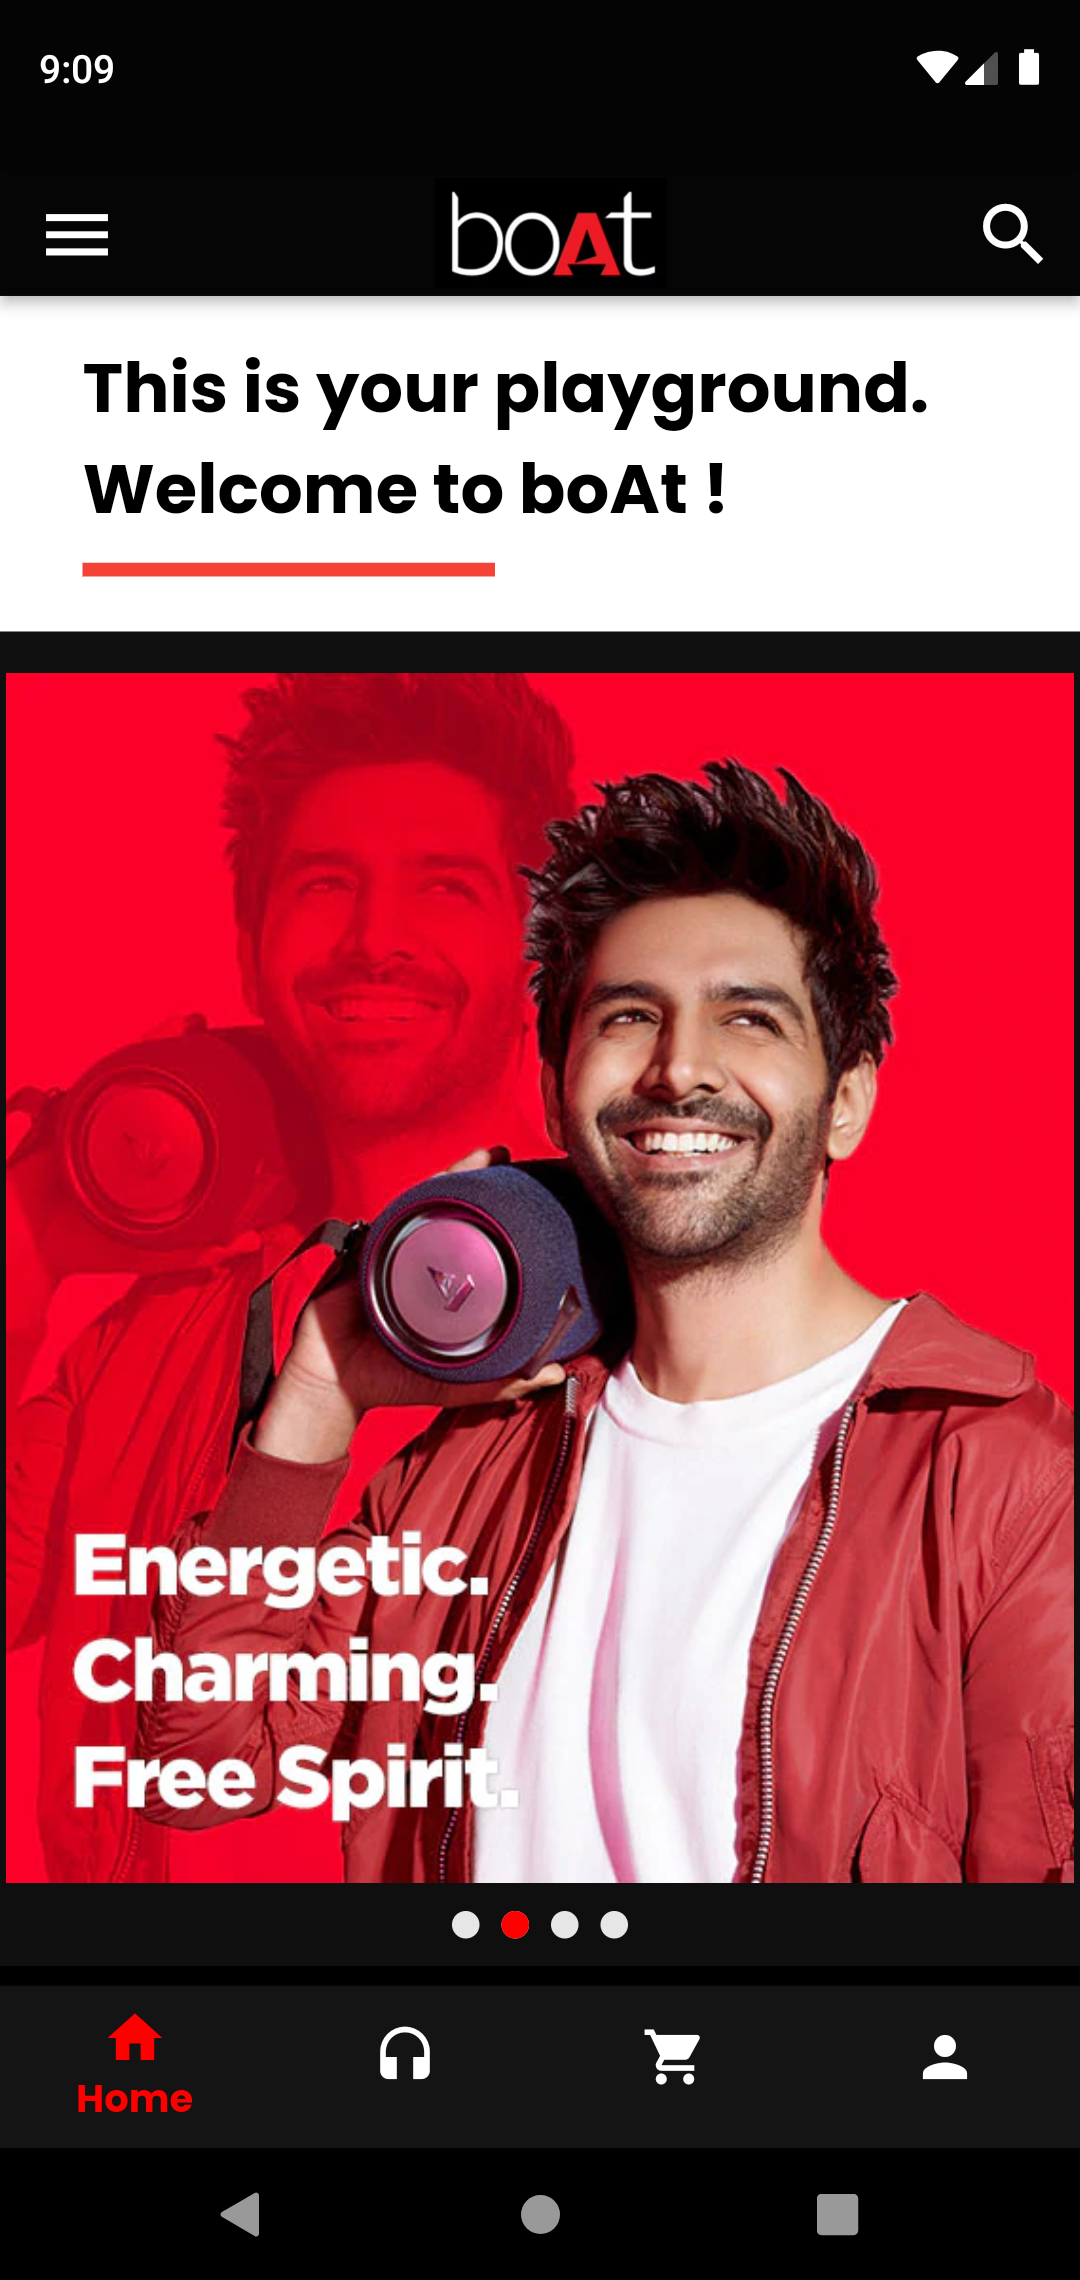 9:09
boAt
This is your playground.
Welcome to boAt !
Energetic.
Charming.
Free Spirit.
Home